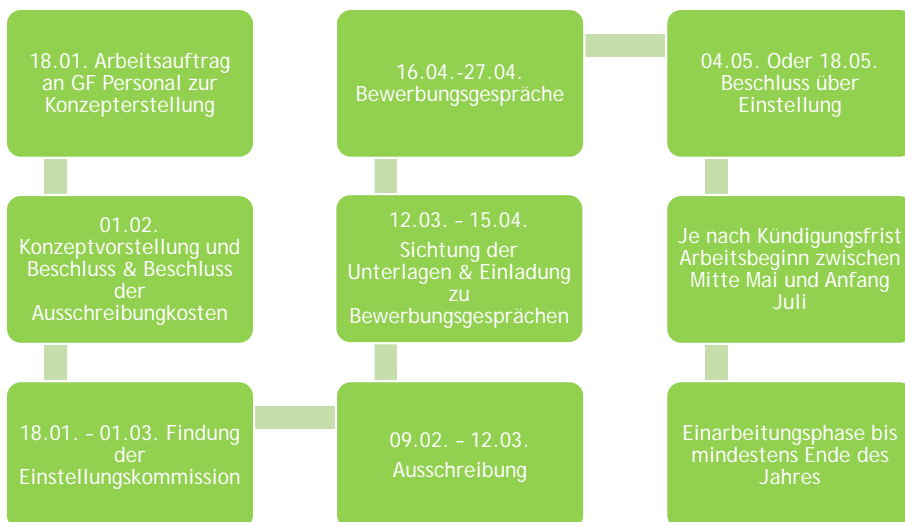 18.01. Arbeitsauftrag
an GF Personal zur
Konzepterstellung
01.02.
Konzeptvorstellung und
Beschluss & Beschluss
der
Ausschreibungkosten
18.01. – 01.03. Findung
der
Einstellungskommission
09.02. – 12.03.
Ausschreibung
12.03. – 15.04.
Sichtung der
Unterlagen & Einladung
zu
Bewerbungsgesprächen
16.04.-27.04.
Bewerbungsgespräche
04.05. Oder 18.05.
Beschluss über
Einstellung
Je nach Kündigungsfrist
Arbeitsbeginn zwischen
Mitte Mai und Anfang
Juli
Einarbeitungsphase bis
mindestens Ende des
Jahres